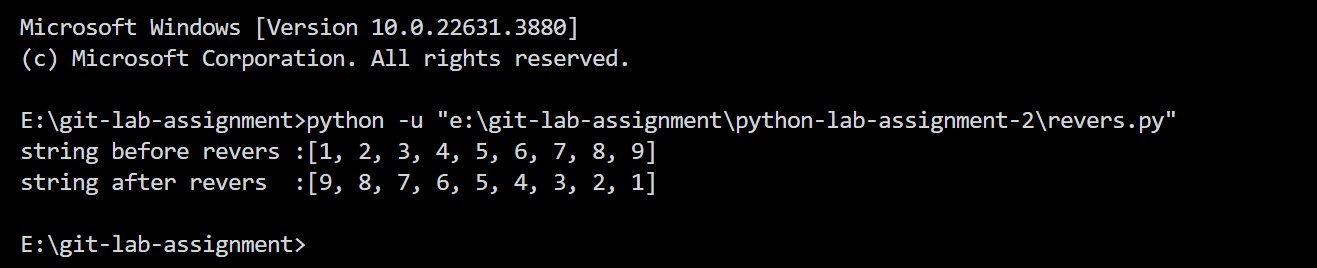 Microsoft Windows [Version 10.0.22631.3880]
(c) Microsoft Corporation. All rights reserved.
E:\git-lab-assignment>python -u "e:\git-lab-assignment\python-lab-assignment-2\revers.py"
string before revers :[1, 2, 3, 4, 5, 6, 7, 8, 9]
string after revers  :[9, 8, 7, 6, 5, 4, 3, 2, 1]
E:\git-lab-assignment>